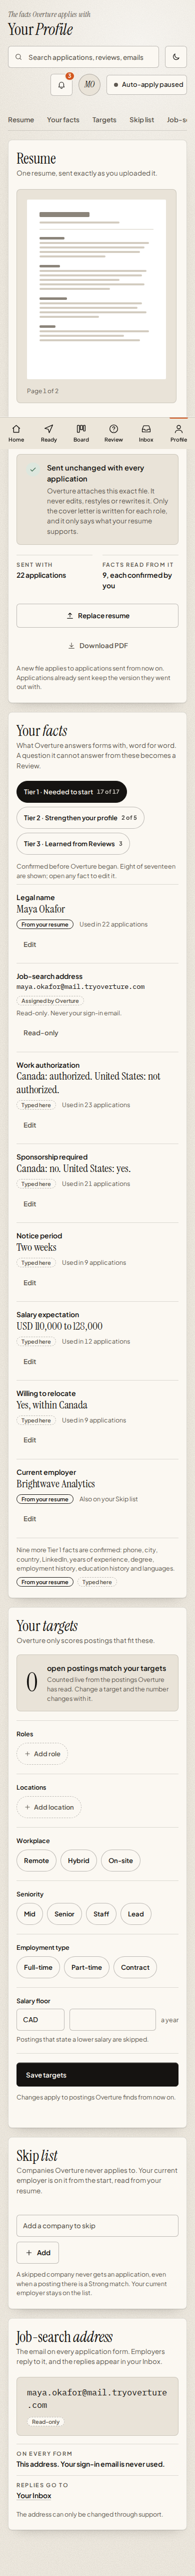 The facts Overture applies with
Your Profile
Search applications, reviews, emails
3
MO
Auto-apply paused
Resume
Your facts
Targets
Skip list
Job-se
Resume
One resume, sent exactly as you uploaded it.
Page 1 of 2
Home
Ready
Board
Review
Inbox
Profile
Sent unchanged with every
application
Overture attaches this exact file. It
never edits, restyles or rewrites it. Only
the cover letter is written for each role,
and it only says what your resume
supports.
SENT WITH
22 applications
FACTS READ FROM IT
9, each confirmed by
you
Replace resume
Download PDF
A new file applies to applications sent from now on.
Applications already sent keep the version they went
out with.
Your facts
What Overture answers forms with, word for word.
A question it cannot answer from these becomes a
Review.
Tier 1 · Needed to start 17 of 17
Tier 2 · Strengthen your profile 2 of 5
Tier 3 · Learned from Reviews 3
Confirmed before Overture began. Eight of seventeen
are shown; open any fact to edit it.
Legal name
Maya Okafor
From your resume Used in 22 applications
Edit
Job-search address
maya.okafor@mail.tryoverture.com
Assigned by Overture
Read-only. Never your sign-in email.
Read-only
Work authorization
Canada: authorized. United States: not
authorized.
Typed here Used in 23 applications
Edit
Sponsorship required
Canada: no. United States: yes.
Typed here Used in 21 applications
Edit
Notice period
Two weeks
Typed here Used in 9 applications
Edit
Salary expectation
USD 110,000 to 128,000
Typed here Used in 12 applications
Edit
Willing to relocate
Yes, within Canada
Typed here Used in 9 applications
Edit
Current employer
Brightwave Analytics
From your resume Also on your Skip list
Edit
Nine more Tier 1 facts are confirmed: phone, city,
country, LinkedIn, years of experience, degree,
employment history, education history and languages.
From your resume Typed here
Your targets
Overture only scores postings that fit these.
0
open postings match your targets
Counted live from the postings Overture
has read. Change a target and the number
changes with it.
Roles
Add role
Locations
Add location
Workplace
Remote
Hybrid
On-site
Seniority
Mid
Senior
Staff
Lead
Employment type
Full-time
Part-time
Contract
Salary floor
CAD
a year
Postings that state a lower salary are skipped.
Save targets
Changes apply to postings Overture finds from now on.
Skip list
Companies Overture never applies to. Your current
employer is on it from the start, read from your
resume.
Add a company to skip
Add
A skipped company never gets an application, even
when a posting there is a Strong match. Your current
employer stays on the list.
Job-search address
The email on every application form. Employers
reply to it, and the replies appear in your Inbox.
maya.okafor@mail.tryoverture
.com
Read-only
ON EVERY FORM
This address. Your sign-in email is never used.
REPLIES GO TO
Your Inbox
The address can only be changed through support.